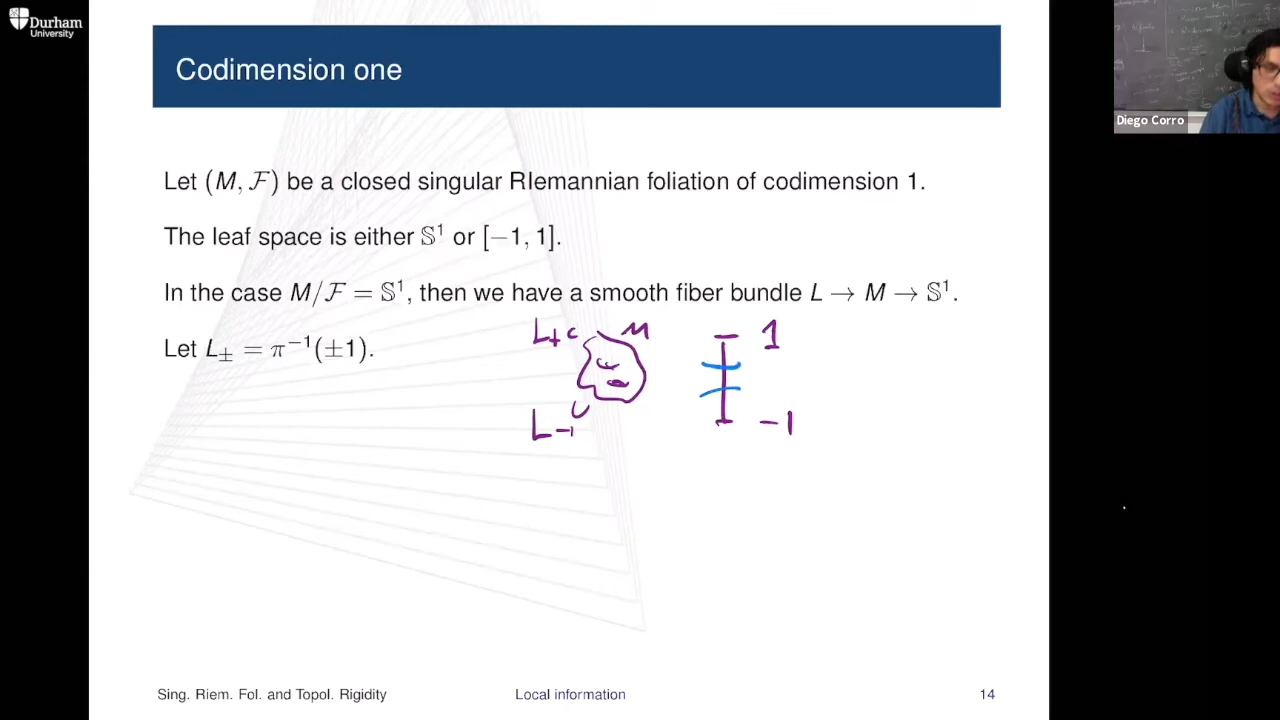 Durham
University
Codimension one
Diego Corro
Let (M, F) be a closed singular RIemannian foliation of codimension 1.
The leaf space is either 𝕊¹ or [−1, 1].
In the case M/F = 𝕊¹, then we have a smooth fiber bundle L → M → 𝕊¹.
L+ ⊂ M 1
Let L± = π⁻¹(±1).
L-1 -1
Sing. Riem. Fol. and Topol. Rigidity Local information 14